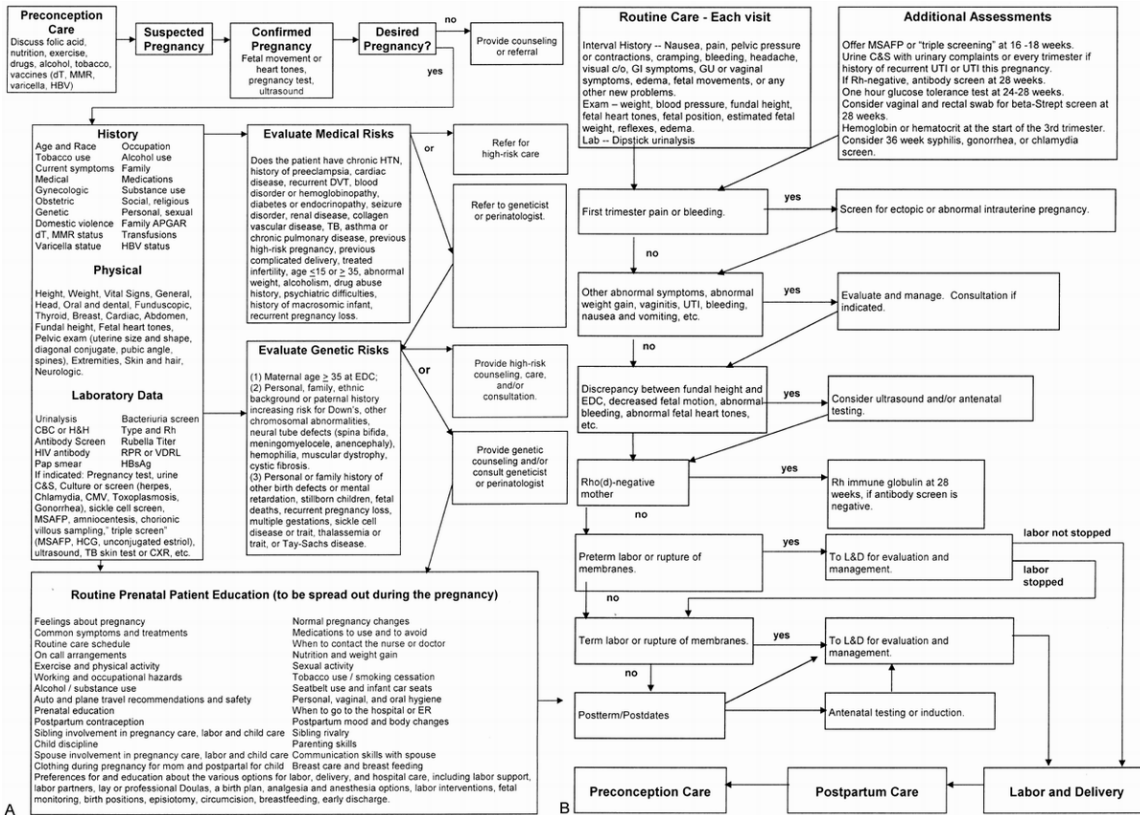 Preconception
Care
Discuss folic acid,
nutrition, exercise,
drugs, alcohol, tobacco,
vaccines (dT, MMR,
varicella, HBV)
Suspected
Pregnancy
Confirmed
Pregnancy
Fetal movement or
heart tones,
pregnancy test,
ultrasound
Desired
Pregnancy?
no
yes
Provide counseling
or referral
History
Age and Race Occupation
Tobacco use Alcohol use
Current symptoms Family
Medical Medications
Gynecologic Substance use
Obstetric Social, religious
Genetic Personal, sexual
Domestic violence Family APGAR
dT, MMR status Transfusions
Varicella statue HBV status
Physical
Height, Weight, Vital Signs, General,
Head, Oral and dental, Funduscopic,
Thyroid, Breast, Cardiac, Abdomen,
Fundal height, Fetal heart tones,
Pelvic exam (uterine size and shape,
diagonal conjugate, pubic angle,
spines), Extremities, Skin and hair,
Neurologic.
Laboratory Data
Urinalysis Bacteriuria screen
CBC or H&H Type and Rh
Antibody Screen Rubella Titer
HIV antibody RPR or VDRL
Pap smear HBsAg
If indicated: Pregnancy test, urine
C&S, Culture or screen (herpes,
Chlamydia, CMV, Toxoplasmosis,
Gonorrhea), sickle cell screen,
MSAFP, amniocentesis, chorionic
villous sampling," triple screen"
(MSAFP, HCG, unconjugated estriol),
ultrasound, TB skin test or CXR, etc.
Evaluate Medical Risks
Does the patient have chronic HTN,
history of preeclampsia, cardiac
disease, recurrent DVT, blood
disorder or hemoglobinopathy,
diabetes or endocrinopathy, seizure
disorder, renal disease, collagen
vascular disease, TB, asthma or
chronic pulmonary disease, previous
high-risk pregnancy, previous
complicated delivery, treated
infertility, age ≤15 or ≥ 35, abnormal
weight, alcoholism, drug abuse
history, psychiatric difficulties,
history of macrosomic infant,
recurrent pregnancy loss.
or
Refer for
high-risk care
Refer to geneticist
or perinatologist.
Evaluate Genetic Risks
(1) Maternal age ≥ 35 at EDC;
(2) Personal, family, ethnic
background or paternal history
increasing risk for Down's, other
chromosomal abnormalities,
neural tube defects (spina bifida,
meningomyelocele, anencephaly),
hemophilia, muscular dystrophy,
cystic fibrosis.
(3) Personal or family history of
other birth defects or mental
retardation, stillborn children, fetal
deaths, recurrent pregnancy loss,
multiple gestations, sickle cell
disease or trait, thalassemia or
trait, or Tay-Sachs disease.
or
Provide high-risk
counseling, care,
and/or
consultation.
Provide genetic
counseling and/or
consult geneticist
or perinatologist
Routine Prenatal Patient Education (to be spread out during the pregnancy)
Feelings about pregnancy Normal pregnancy changes
Common symptoms and treatments Medications to use and to avoid
Routine care schedule When to contact the nurse or doctor
On call arrangements Nutrition and weight gain
Exercise and physical activity Sexual activity
Working and occupational hazards Tobacco use / smoking cessation
Alcohol / substance use Seatbelt use and infant car seats
Auto and plane travel recommendations and safety Personal, vaginal, and oral hygiene
Prenatal education When to go to the hospital or ER
Postpartum contraception Postpartum mood and body changes
Sibling involvement in pregnancy care, labor and child care Sibling rivalry
Child discipline Parenting skills
Spouse involvement in pregnancy care, labor and child care Communication skills with spouse
Clothing during pregnancy for mom and postpartal for child Breast care and breast feeding
Preferences for and education about the various options for labor, delivery, and hospital care, including labor support,
labor partners, lay or professional Doulas, a birth plan, analgesia and anesthesia options, labor interventions, fetal
monitoring, birth positions, episiotomy, circumcision, breastfeeding, early discharge.
A
Routine Care - Each visit
Interval History -- Nausea, pain, pelvic pressure
or contractions, cramping, bleeding, headache,
visual c/o, GI symptoms, GU or vaginal
symptoms, edema, fetal movements, or any
other new problems.
Exam – weight, blood pressure, fundal height,
fetal heart tones, fetal position, estimated fetal
weight, reflexes, edema.
Lab -- Dipstick urinalysis
Additional Assessments
Offer MSAFP or "triple screening" at 16 -18 weeks.
Urine C&S with urinary complaints or every trimester if
history of recurrent UTI or UTI this pregnancy.
If Rh-negative, antibody screen at 28 weeks.
One hour glucose tolerance test at 24-28 weeks.
Consider vaginal and rectal swab for beta-Strept screen at
28 weeks.
Hemoglobin or hematocrit at the start of the 3rd trimester.
Consider 36 week syphilis, gonorrhea, or chlamydia
screen.
First trimester pain or bleeding.
yes
Screen for ectopic or abnormal intrauterine pregnancy.
no
Other abnormal symptoms, abnormal
weight gain, vaginitis, UTI, bleeding,
nausea and vomiting, etc.
yes
Evaluate and manage. Consultation if
indicated.
no
Discrepancy between fundal height and
EDC, decreased fetal motion, abnormal
bleeding, abnormal fetal heart tones,
etc.
yes
Consider ultrasound and/or antenatal
testing.
no
Rho(d)-negative
mother
yes
Rh immune globulin at 28
weeks, if antibody screen is
negative.
no
Preterm labor or rupture of
membranes.
yes
To L&D for evaluation and
management.
labor not stopped
labor
stopped
no
Term labor or rupture of membranes.
yes
To L&D for evaluation and
management.
no
Postterm/Postdates
Antenatal testing or induction.
B
Preconception Care
Postpartum Care
Labor and Delivery